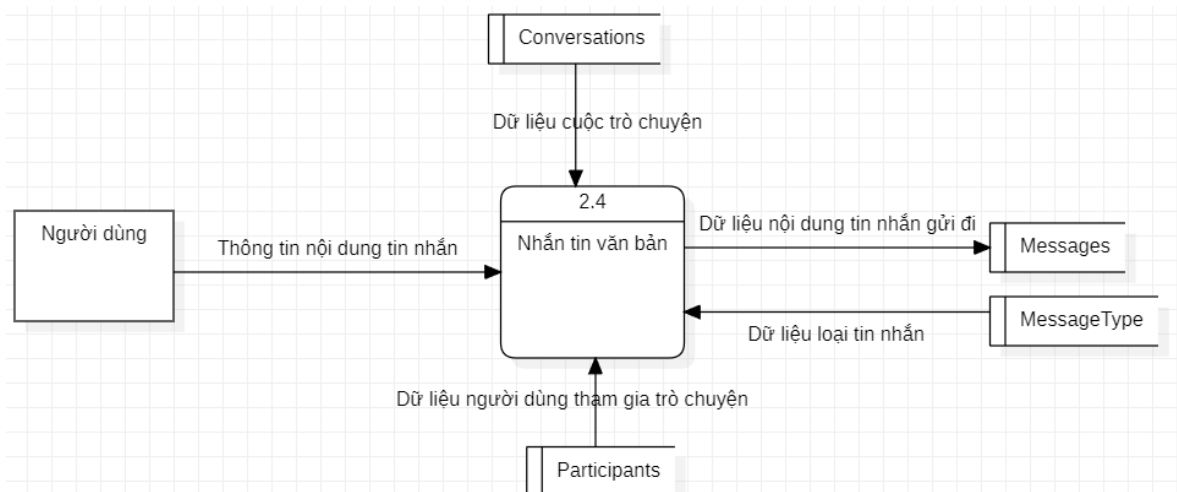 Conversations
Dữ liệu cuộc trò chuyện
2.4
Người dùng
Thông tin nội dung tin nhắn
Nhắn tin văn bản
Dữ liệu nội dung tin nhắn gửi đi
Messages
MessageType
Dữ liệu loại tin nhắn
Dữ liệu người dùng tham gia trò chuyện
Participants